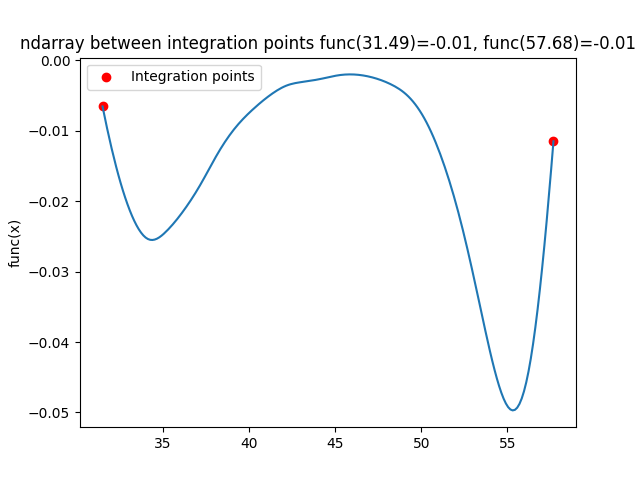 ndarray between integration points func(31.49)=-0.01, func(57.68)=-0.01
Integration points
0.00
−0.01
−0.02
−0.03
−0.04
−0.05
func(x)
35 40 45 50 55